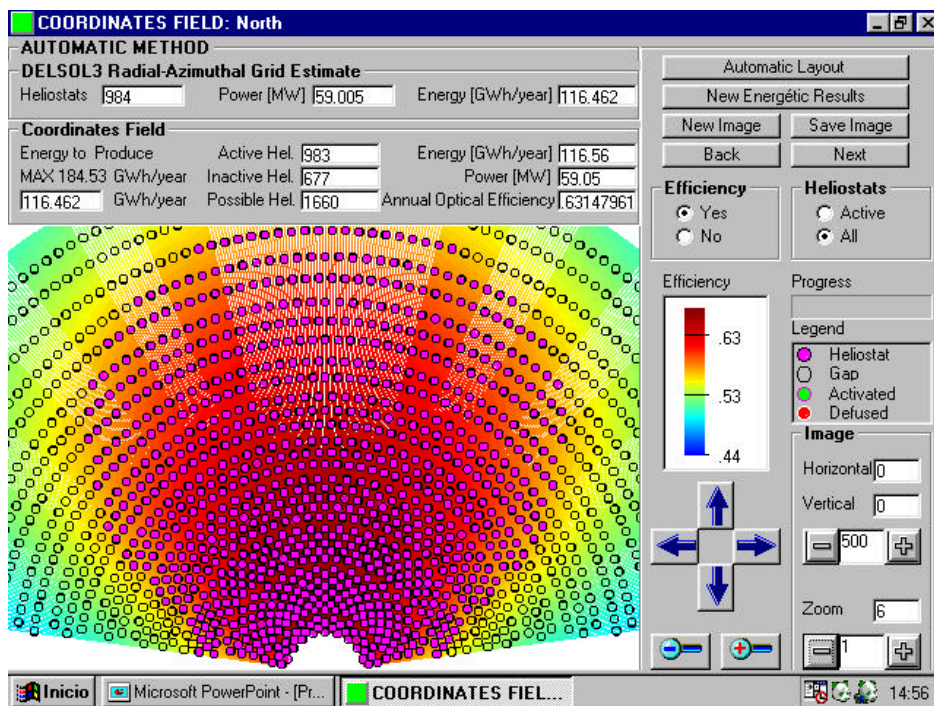 COORDINATES FIELD: North
AUTOMATIC METHOD
DELSOL3 Radial-Azimuthal Grid Estimate
Heliostats 984 Power [MW] 59.005 Energy [GWh/year] 116.462
Coordinates Field
Energy to Produce Active Hel. 983 Energy [GWh/year] 116.56
MAX 184.53 GWh/year Inactive Hel. 677 Power [MW] 59.05
116.462 GWh/year Possible Hel. 1660 Annual Optical Efficiency .63147961
Automatic Layout
New Energétic Results
New Image Save Image
Back Next
Efficiency
Yes
No
Heliostats
Active
All
Efficiency
.63
.53
.44
Progress
Legend
Heliostat
Gap
Activated
Defused
Image
Horizontal 0
Vertical 0
500
Zoom 6
1
Inicio Microsoft PowerPoint - [Pr... COORDINATES FIEL... 14:56